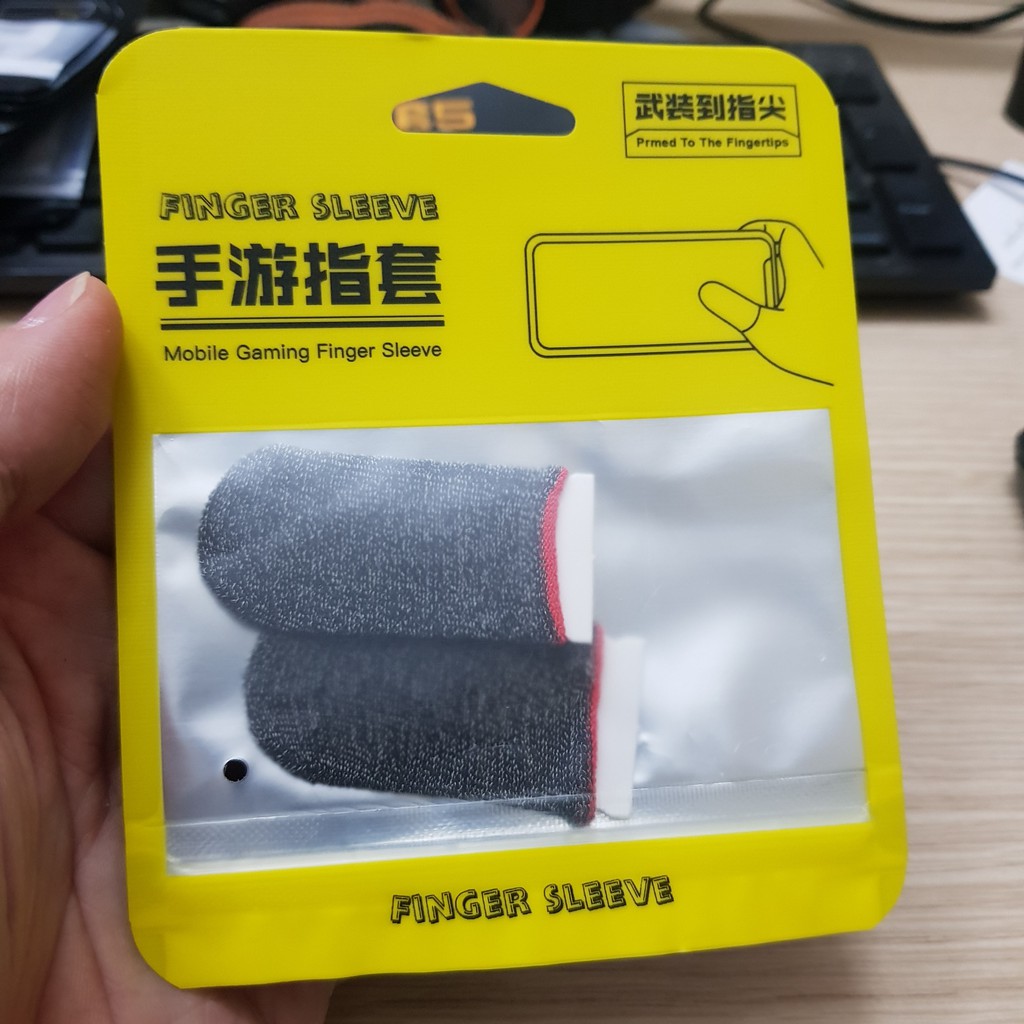 武装到指尖
Prmed To The Fingertips
FINGER SLEEVE
手游指套
Mobile Gaming Finger Sleeve
FINGER SLEEVE